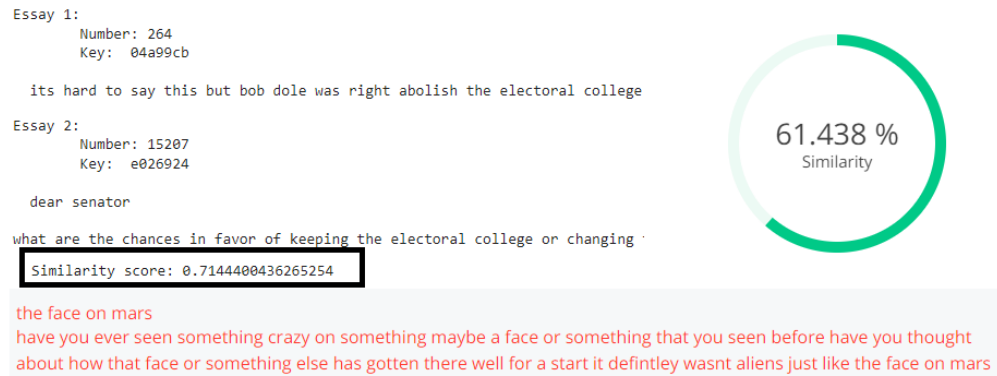 Essay 1:
Number: 264
Key: 04a99cb
its hard to say this but bob dole was right abolish the electoral college
Essay 2:
Number: 15207
Key: e026924
dear senator
what are the chances in favor of keeping the electoral college or changing
Similarity score: 0.7144400436265254
61.438 %
Similarity
the face on mars
have you ever seen something crazy on something maybe a face or something that you seen before have you thought
about how that face or something else has gotten there well for a start it defintley wasnt aliens just like the face on mars